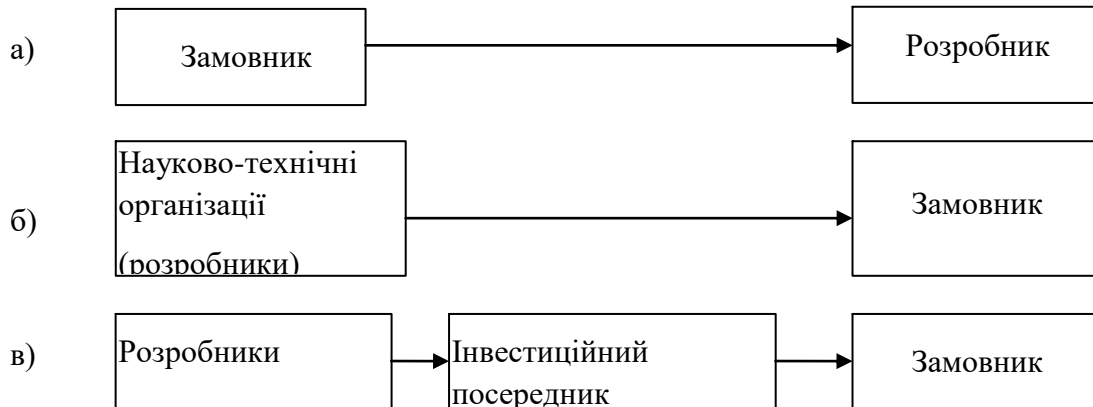 а)
Замовник
Розробник
б)
Науково-технічні
організації
(розробники)
Замовник
в)
Розробники
Інвестиційний
посередник
Замовник